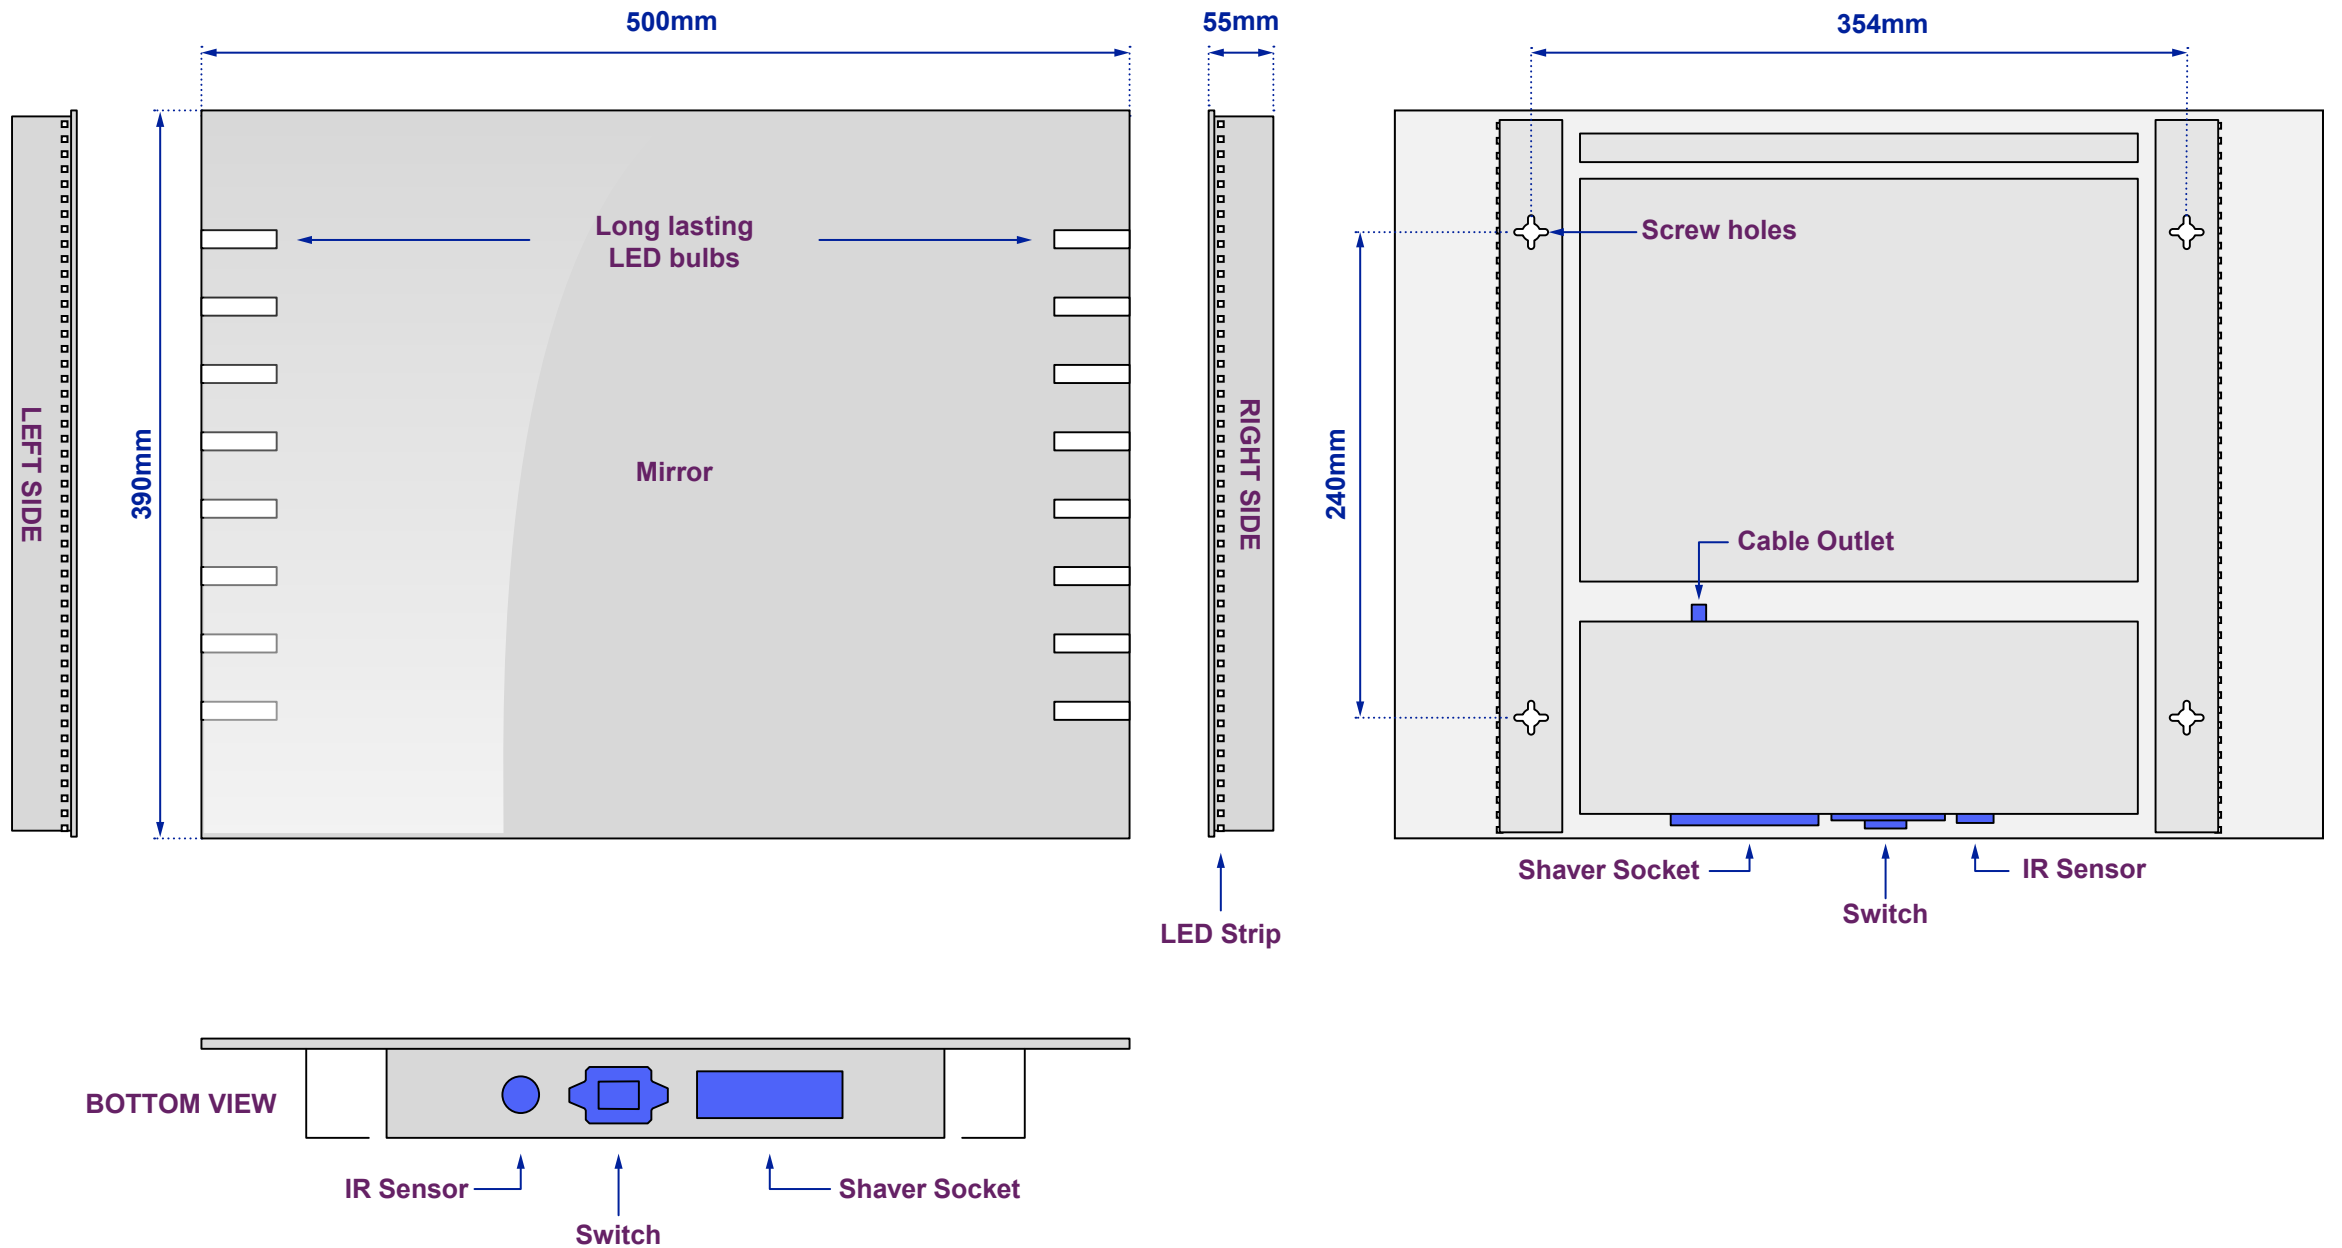 500mm
55mm
354mm
Long lasting
LED bulbs
Screw holes
LEFT SIDE
390mm
Mirror
RIGHT SIDE
240mm
Cable Outlet
Shaver Socket
IR Sensor
Switch
LED Strip
BOTTOM VIEW
IR Sensor
Shaver Socket
Switch